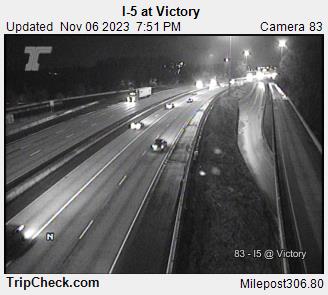 I-5 at Victory
Updated  Nov 06 2023  7:51 PM
Camera 83
T
N
83 - I5 @ Victory
TripCheck.com
Milepost306.80